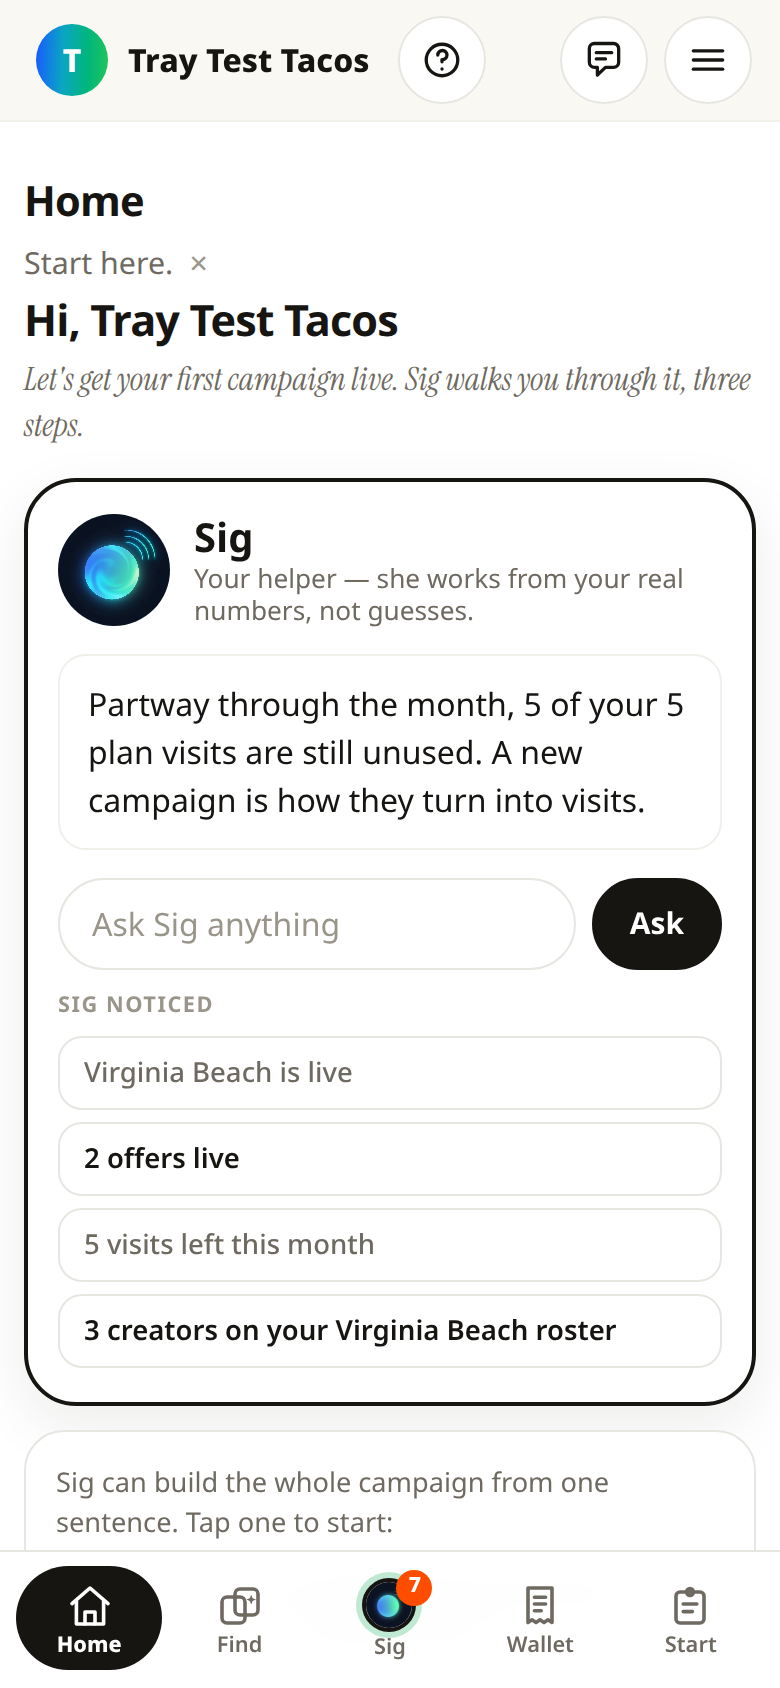 T Tray Test Tacos
Home
Start here. ×
Hi, Tray Test Tacos
Let's get your first campaign live. Sig walks you through it, three
steps.
Sig
Your helper — she works from your real
numbers, not guesses.
Partway through the month, 5 of your 5
plan visits are still unused. A new
campaign is how they turn into visits.
Ask Sig anything
Ask
SIG NOTICED
Virginia Beach is live
2 offers live
5 visits left this month
3 creators on your Virginia Beach roster
Sig can build the whole campaign from one
sentence. Tap one to start:
7
Home Find Sig Wallet Start